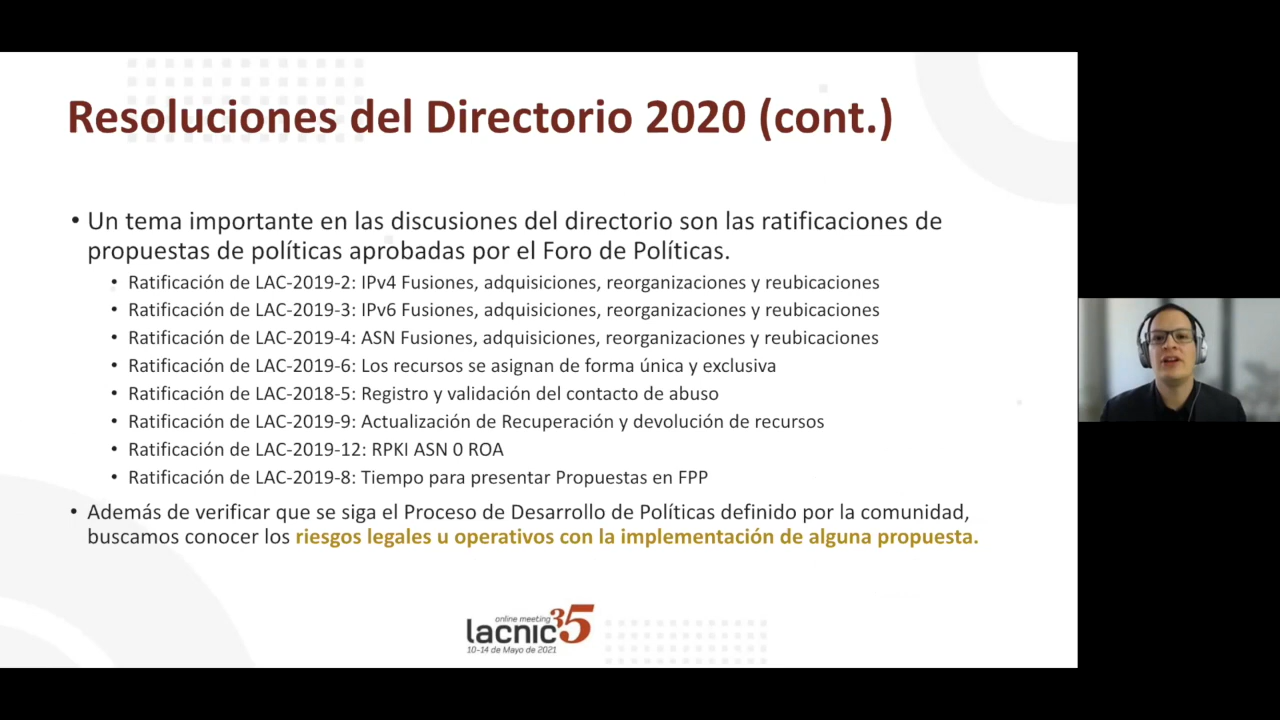 Resoluciones del Directorio 2020 (cont.)
• Un tema importante en las discusiones del directorio son las ratificaciones de
propuestas de políticas aprobadas por el Foro de Políticas.
• Ratificación de LAC-2019-2: IPv4 Fusiones, adquisiciones, reorganizaciones y reubicaciones
• Ratificación de LAC-2019-3: IPv6 Fusiones, adquisiciones, reorganizaciones y reubicaciones
• Ratificación de LAC-2019-4: ASN Fusiones, adquisiciones, reorganizaciones y reubicaciones
• Ratificación de LAC-2019-6: Los recursos se asignan de forma única y exclusiva
• Ratificación de LAC-2018-5: Registro y validación del contacto de abuso
• Ratificación de LAC-2019-9: Actualización de Recuperación y devolución de recursos
• Ratificación de LAC-2019-12: RPKI ASN 0 ROA
• Ratificación de LAC-2019-8: Tiempo para presentar Propuestas en FPP
• Además de verificar que se siga el Proceso de Desarrollo de Políticas definido por la comunidad,
buscamos conocer los riesgos legales u operativos con la implementación de alguna propuesta.
online meeting
lacnic35
10-14 de Mayo de 2021